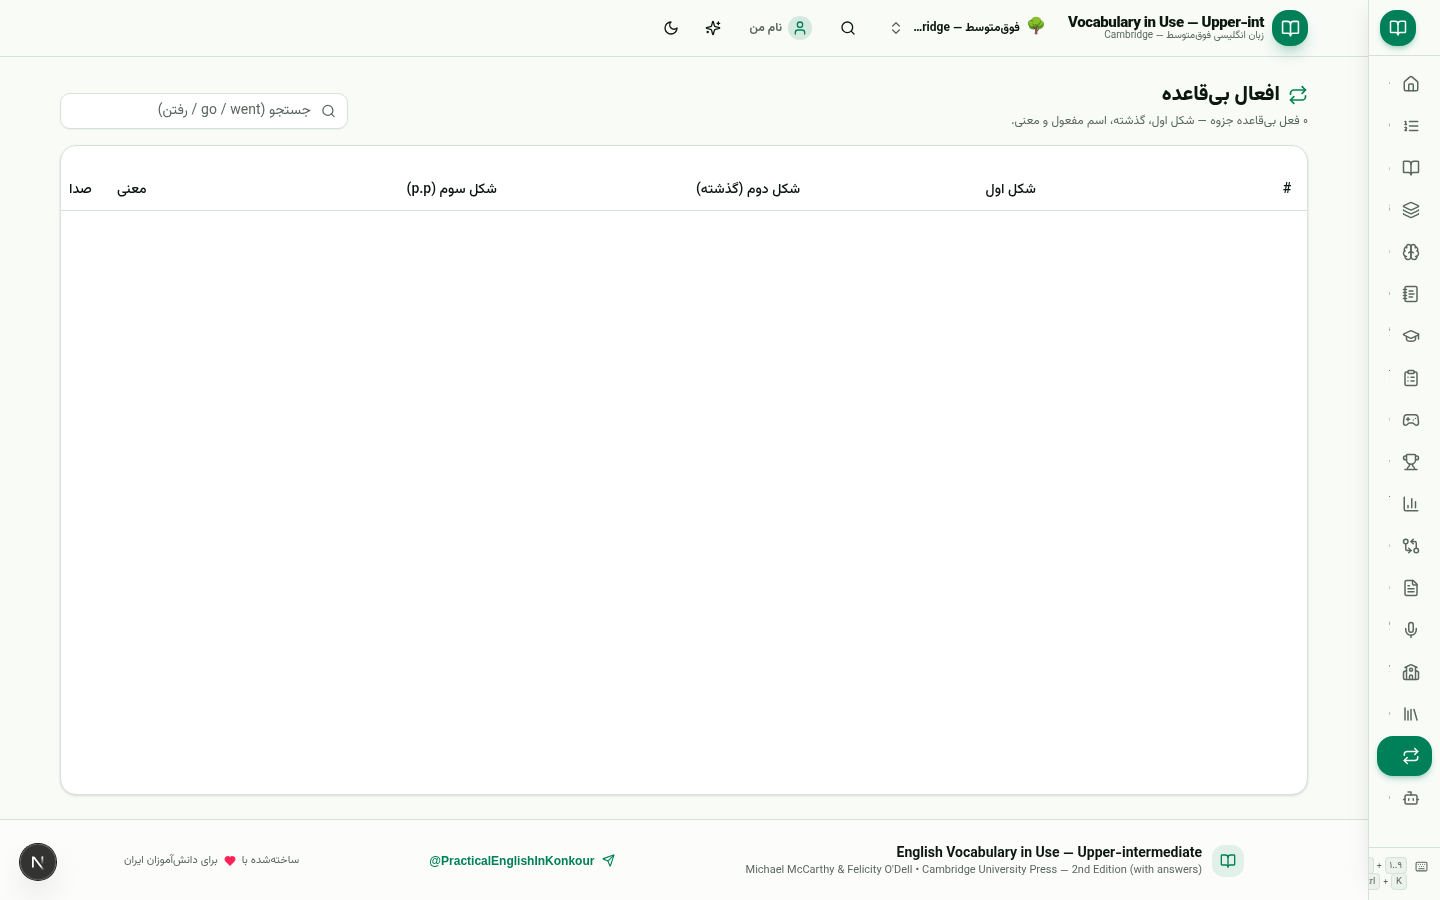 Vocabulary in Use — Upper-int
زبان انگلیسی فوق‌متوسط — Cambridge
فوق‌متوسط — ridge...
نام من
افعال بی‌قاعده
۰ فعل بی‌قاعده جزوه — شکل اول، گذشته، اسم مفعول و معنی.
جستجو (go / went / رفتن)
# شکل اول شکل دوم (گذشته) شکل سوم (p.p) معنی صدا
English Vocabulary in Use — Upper-intermediate
Michael McCarthy & Felicity O'Dell • Cambridge University Press — 2nd Edition (with answers)
@PracticalEnglishInKonkour
ساخته‌شده با برای دانش‌آموزان ایران
N
۱..۹ +
K +